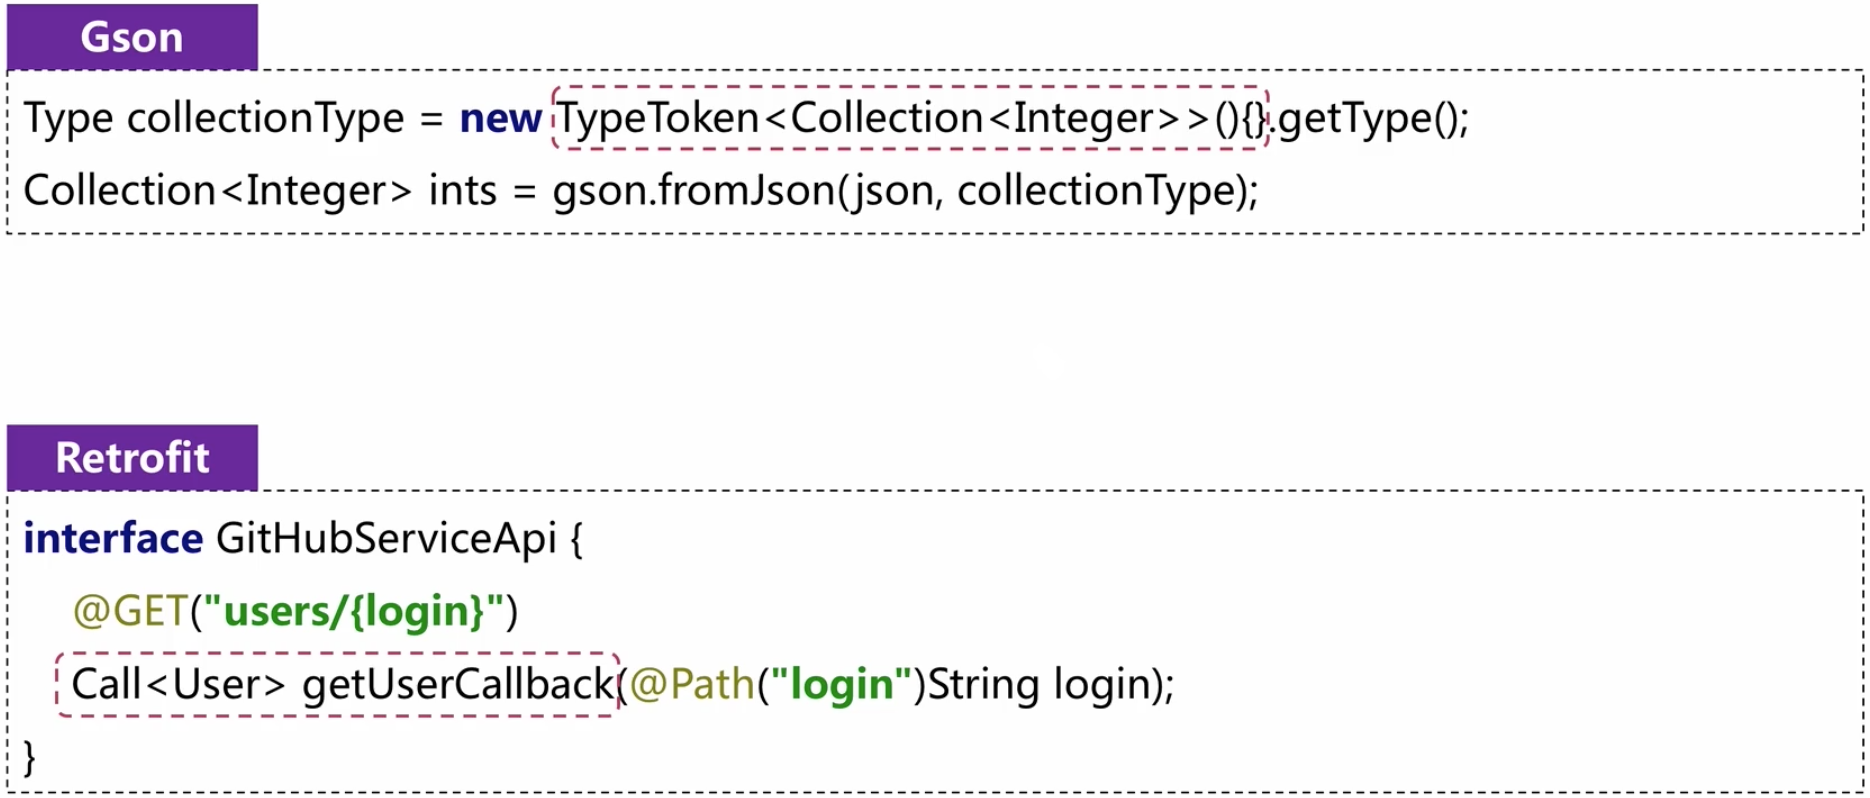 Gson
Type collectionType = new TypeToken<Collection<Integer>>(){}.getType();
Collection<Integer> ints = gson.fromJson(json, collectionType);
Retrofit
interface GitHubServiceApi {
@GET("users/{login}")
Call<User> getUserCallback(@Path("login")String login);
}